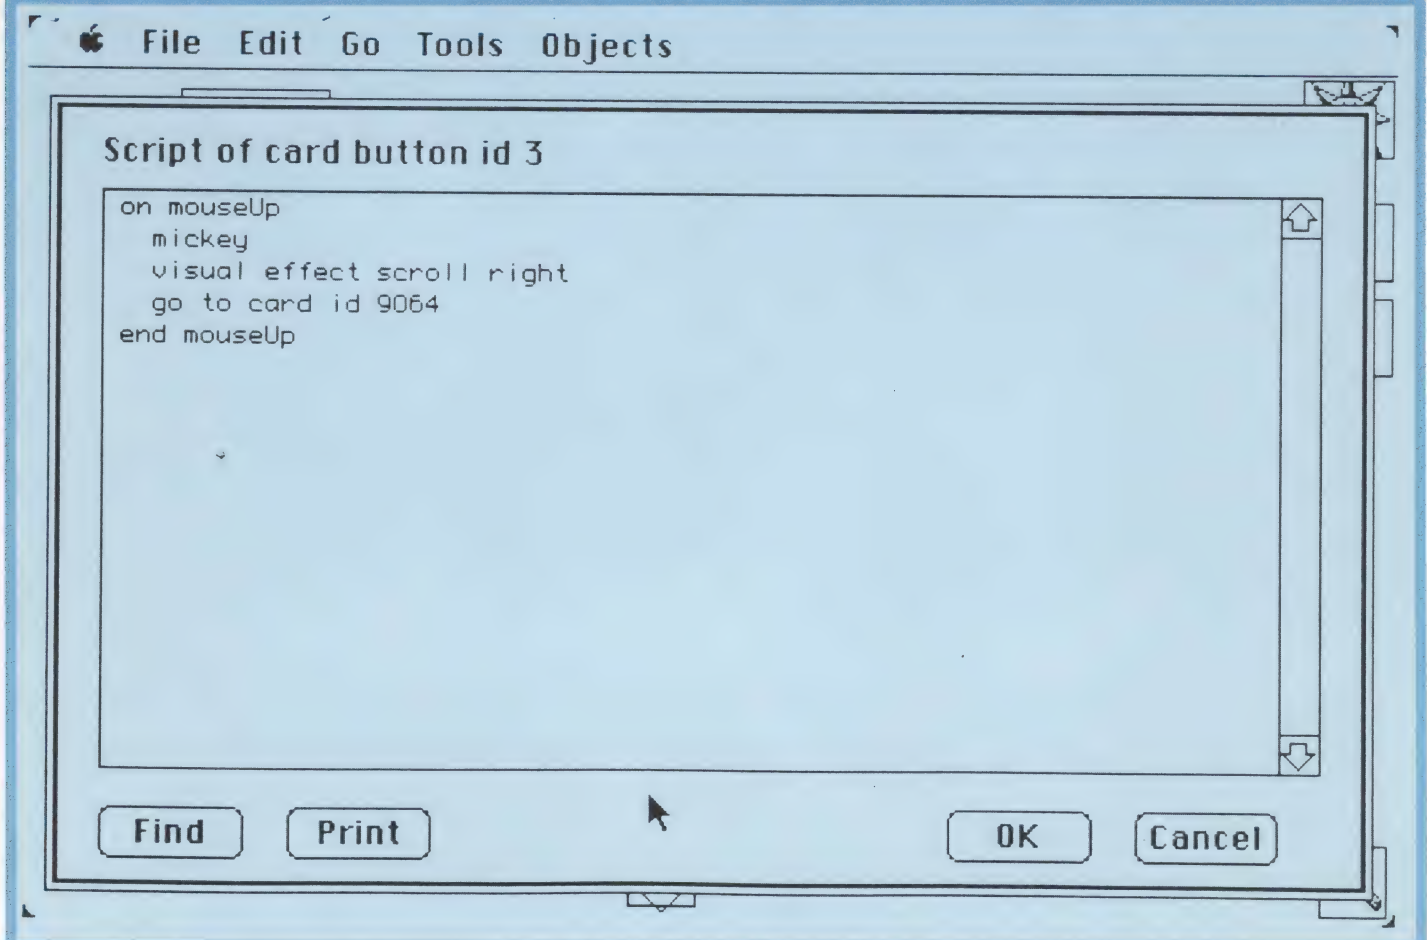 File Edit Go Tools Objects
Script of card button id 3
on mouseUp
  mickey
  visual effect scroll right
  go to card id 9064
end mouseUp
Find Print OK Cancel